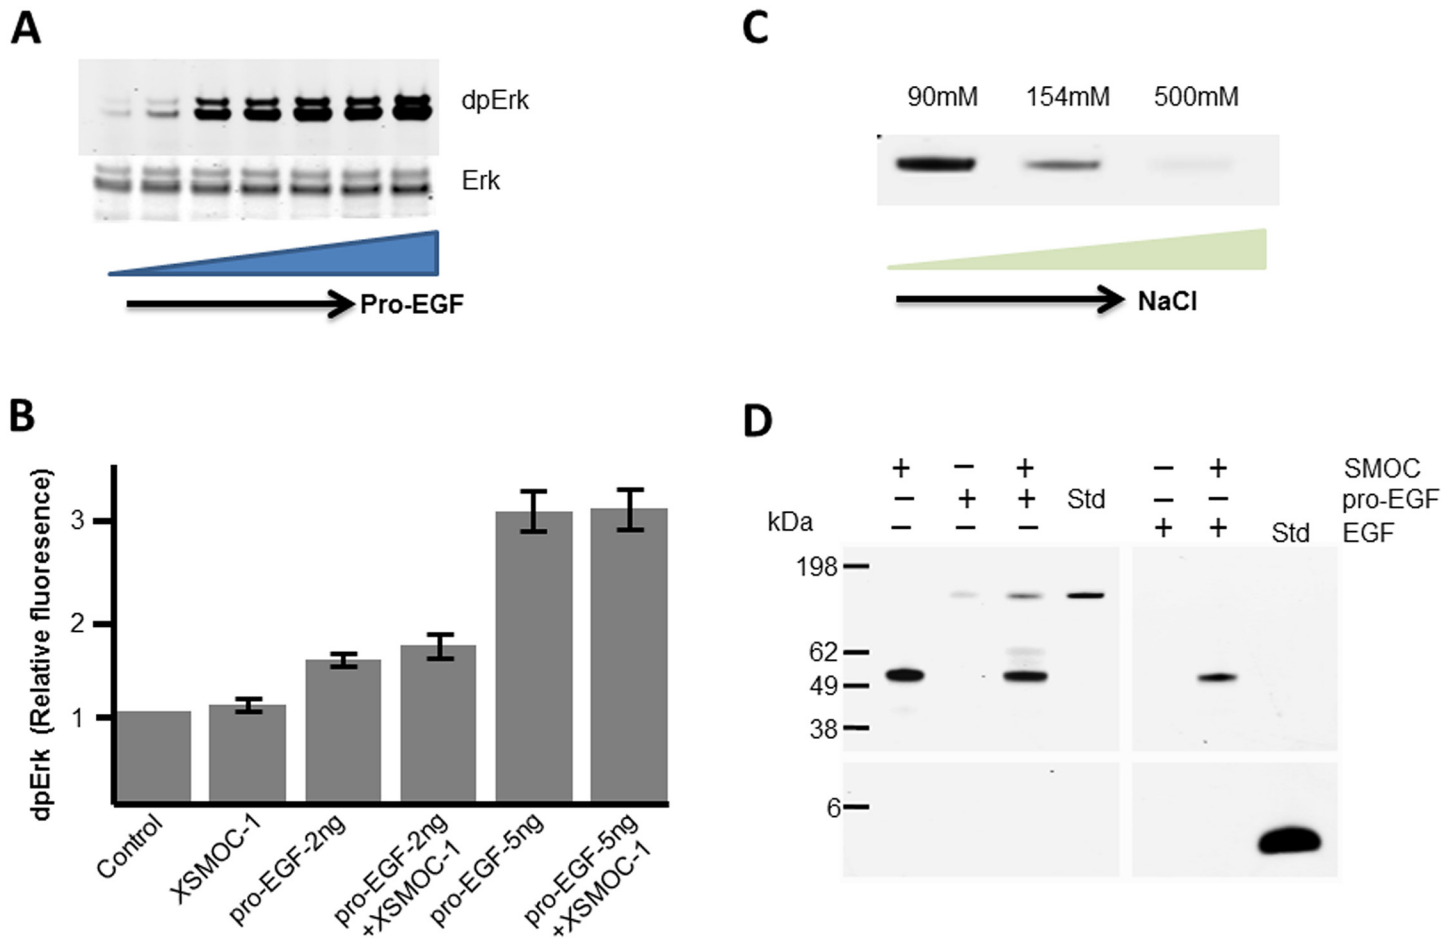 A
dpErk
Erk
Pro-EGF
C
90mM 154mM 500mM
NaCl
B
dpErk (Relative fluoresence)
3
2
1
Control
XSMOC-1
pro-EGF-2ng
pro-EGF-2ng
+XSMOC-1
pro-EGF-5ng
pro-EGF-5ng
+XSMOC-1
D
+ − + − + SMOC
− + + Std − − pro-EGF
kDa − − − + + Std EGF
198
62
49
38
6